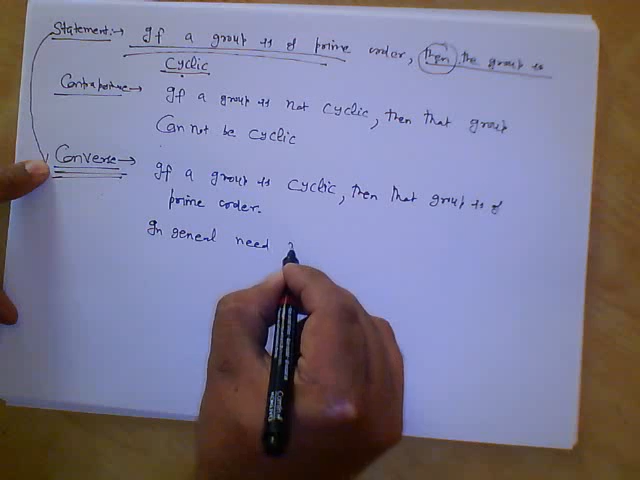 Statement:→ If a group is of prime order, then the group is
cyclic
Contrapositive→ If a group is not cyclic, then that group
Can not be cyclic
Converse→ If a group is cyclic, then that group is of
prime order.
In general need